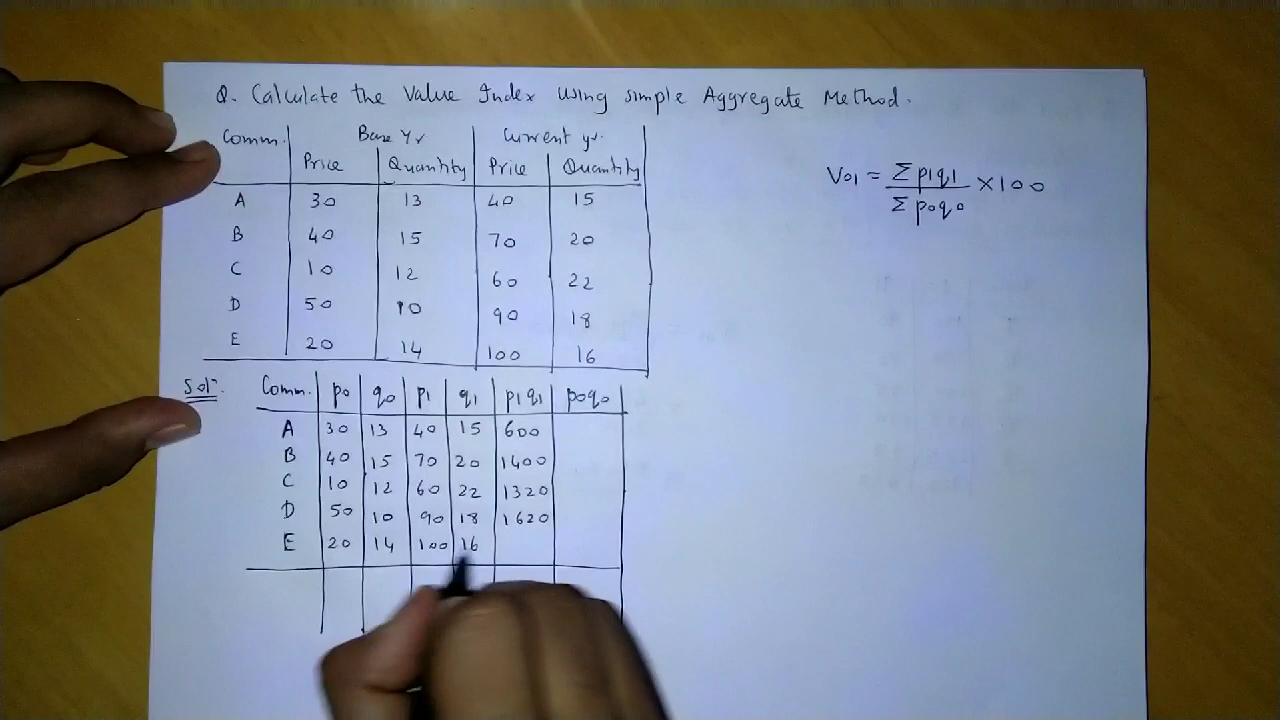 Q. Calculate the Value Index using simple Aggregate Method.
Comm. Base Yr Current yr.
Price Quantity Price Quantity
A 30 13 40 15
B 40 15 70 20
C 10 12 60 22
D 50 10 90 18
E 20 14 100 16
V01 = Σ p1q1 / Σ p0q0 × 100
Solⁿ.
Comm. p0 q0 p1 q1 p1q1 p0q0
A 30 13 40 15 600
B 40 15 70 20 1400
C 10 12 60 22 1320
D 50 10 90 18 1620
E 20 14 100 16